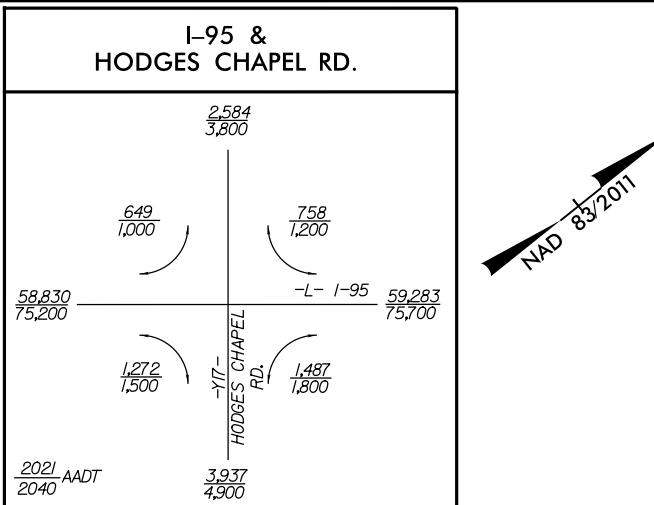 I-95 &
HODGES CHAPEL RD.
2,584
3,800
649
1,000
758
1,200
58,830
75,200
-L- I-95
59,283
75,700
1,272
1,500
-Y17-
HODGES CHAPEL
RD.
1,487
1,800
2021
2040 AADT
3,937
4,900
NAD 83/2011